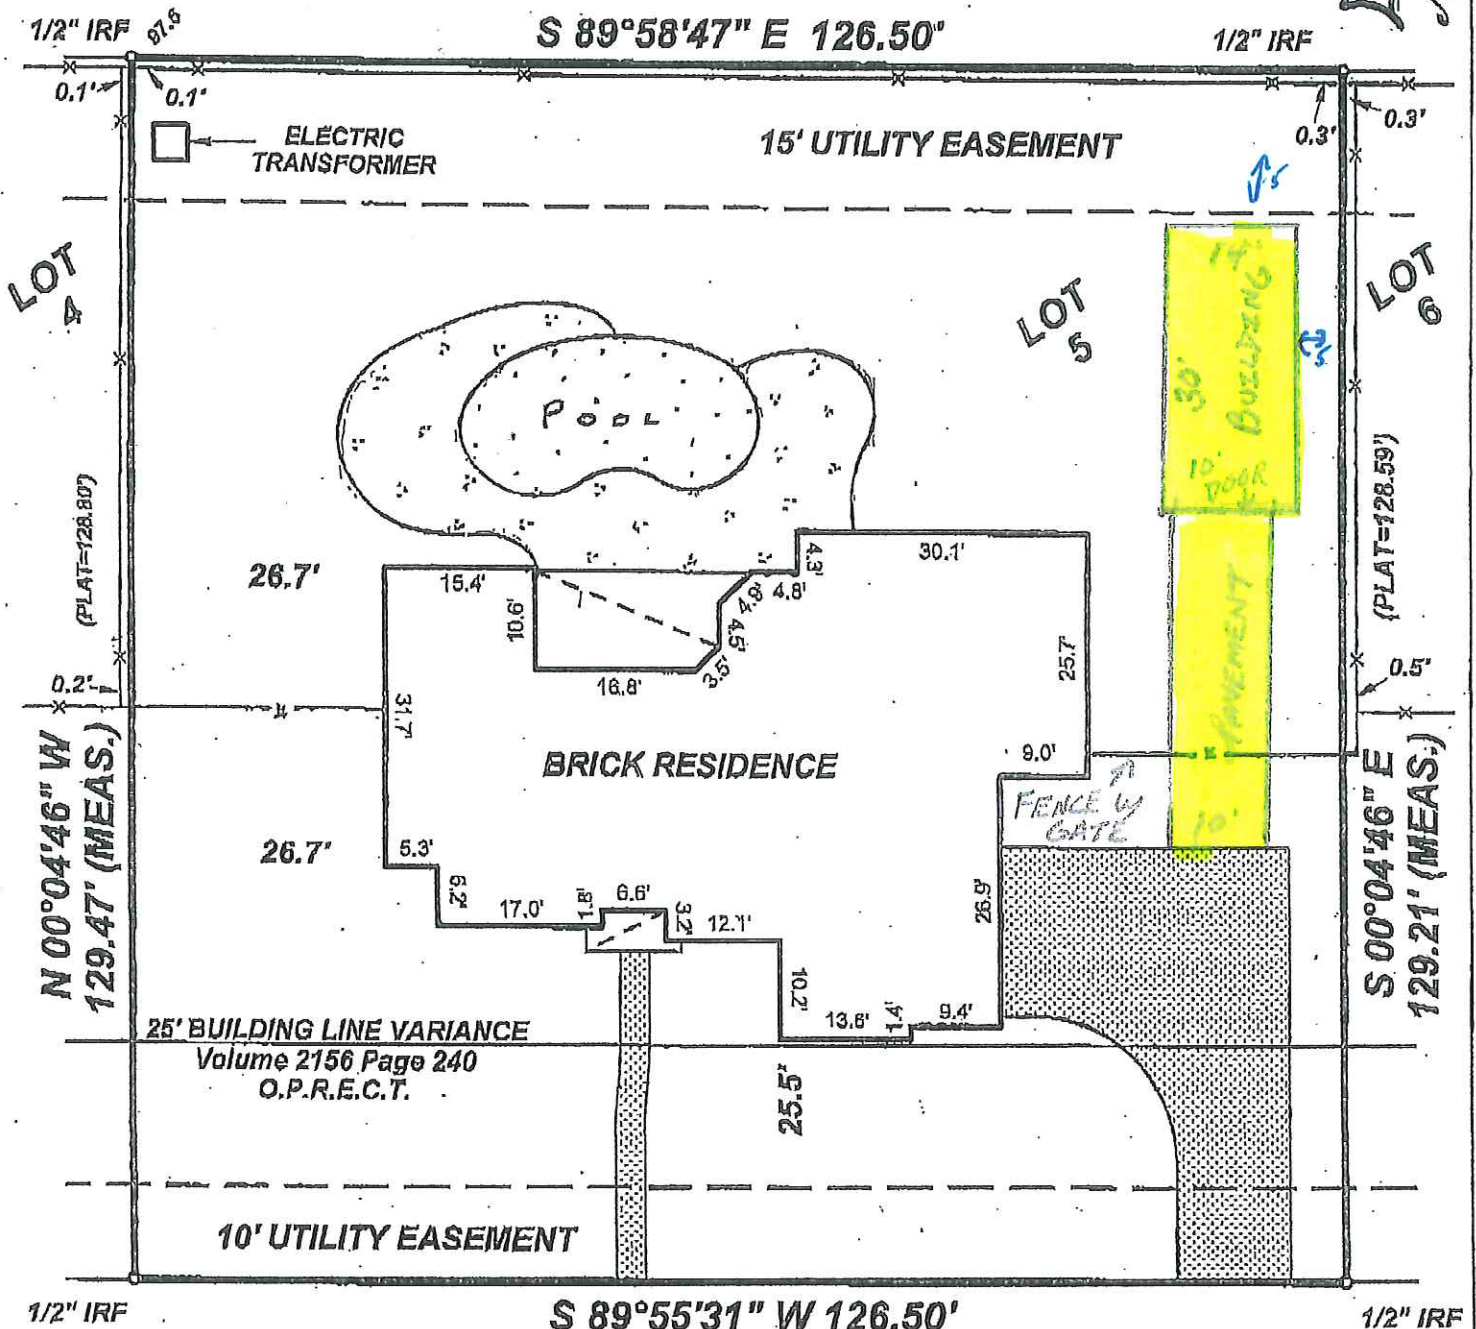 1/2" IRF
97.6
S 89°58'47" E 126.50'
1/2" IRF
0.1'
0.1'
0.3'
0.3'
ELECTRIC
TRANSFORMER
15' UTILITY EASEMENT
5
LOT
4
LOT
5
LOT
6
14'
BUILDING
30'
5
10'
DOOR
POOL
(PLAT=128.80')
(PLAT=128.59')
26.7'
15.4'
10.9'
4.8'
4.8'
4.3'
30.1'
4.5'
3.5'
16.8'
25.7'
31.7'
0.2'
0.5'
PAVEMENT
BRICK RESIDENCE
9.0'
FENCE W/
GATE
10'
N 00°04'46" W
129.47' (MEAS.)
S 00°04'46" E
129.21' (MEAS.)
26.7'
5.3'
6.2'
17.0'
1.8'
6.6'
3.2'
12.1'
26.9'
10.2'
13.6'
1.4'
9.4'
25' BUILDING LINE VARIANCE
Volume 2156 Page 240
O.P.R.E.C.T.
25.5'
10' UTILITY EASEMENT
1/2" IRF
S 89°55'31" W 126.50'
1/2" IRF